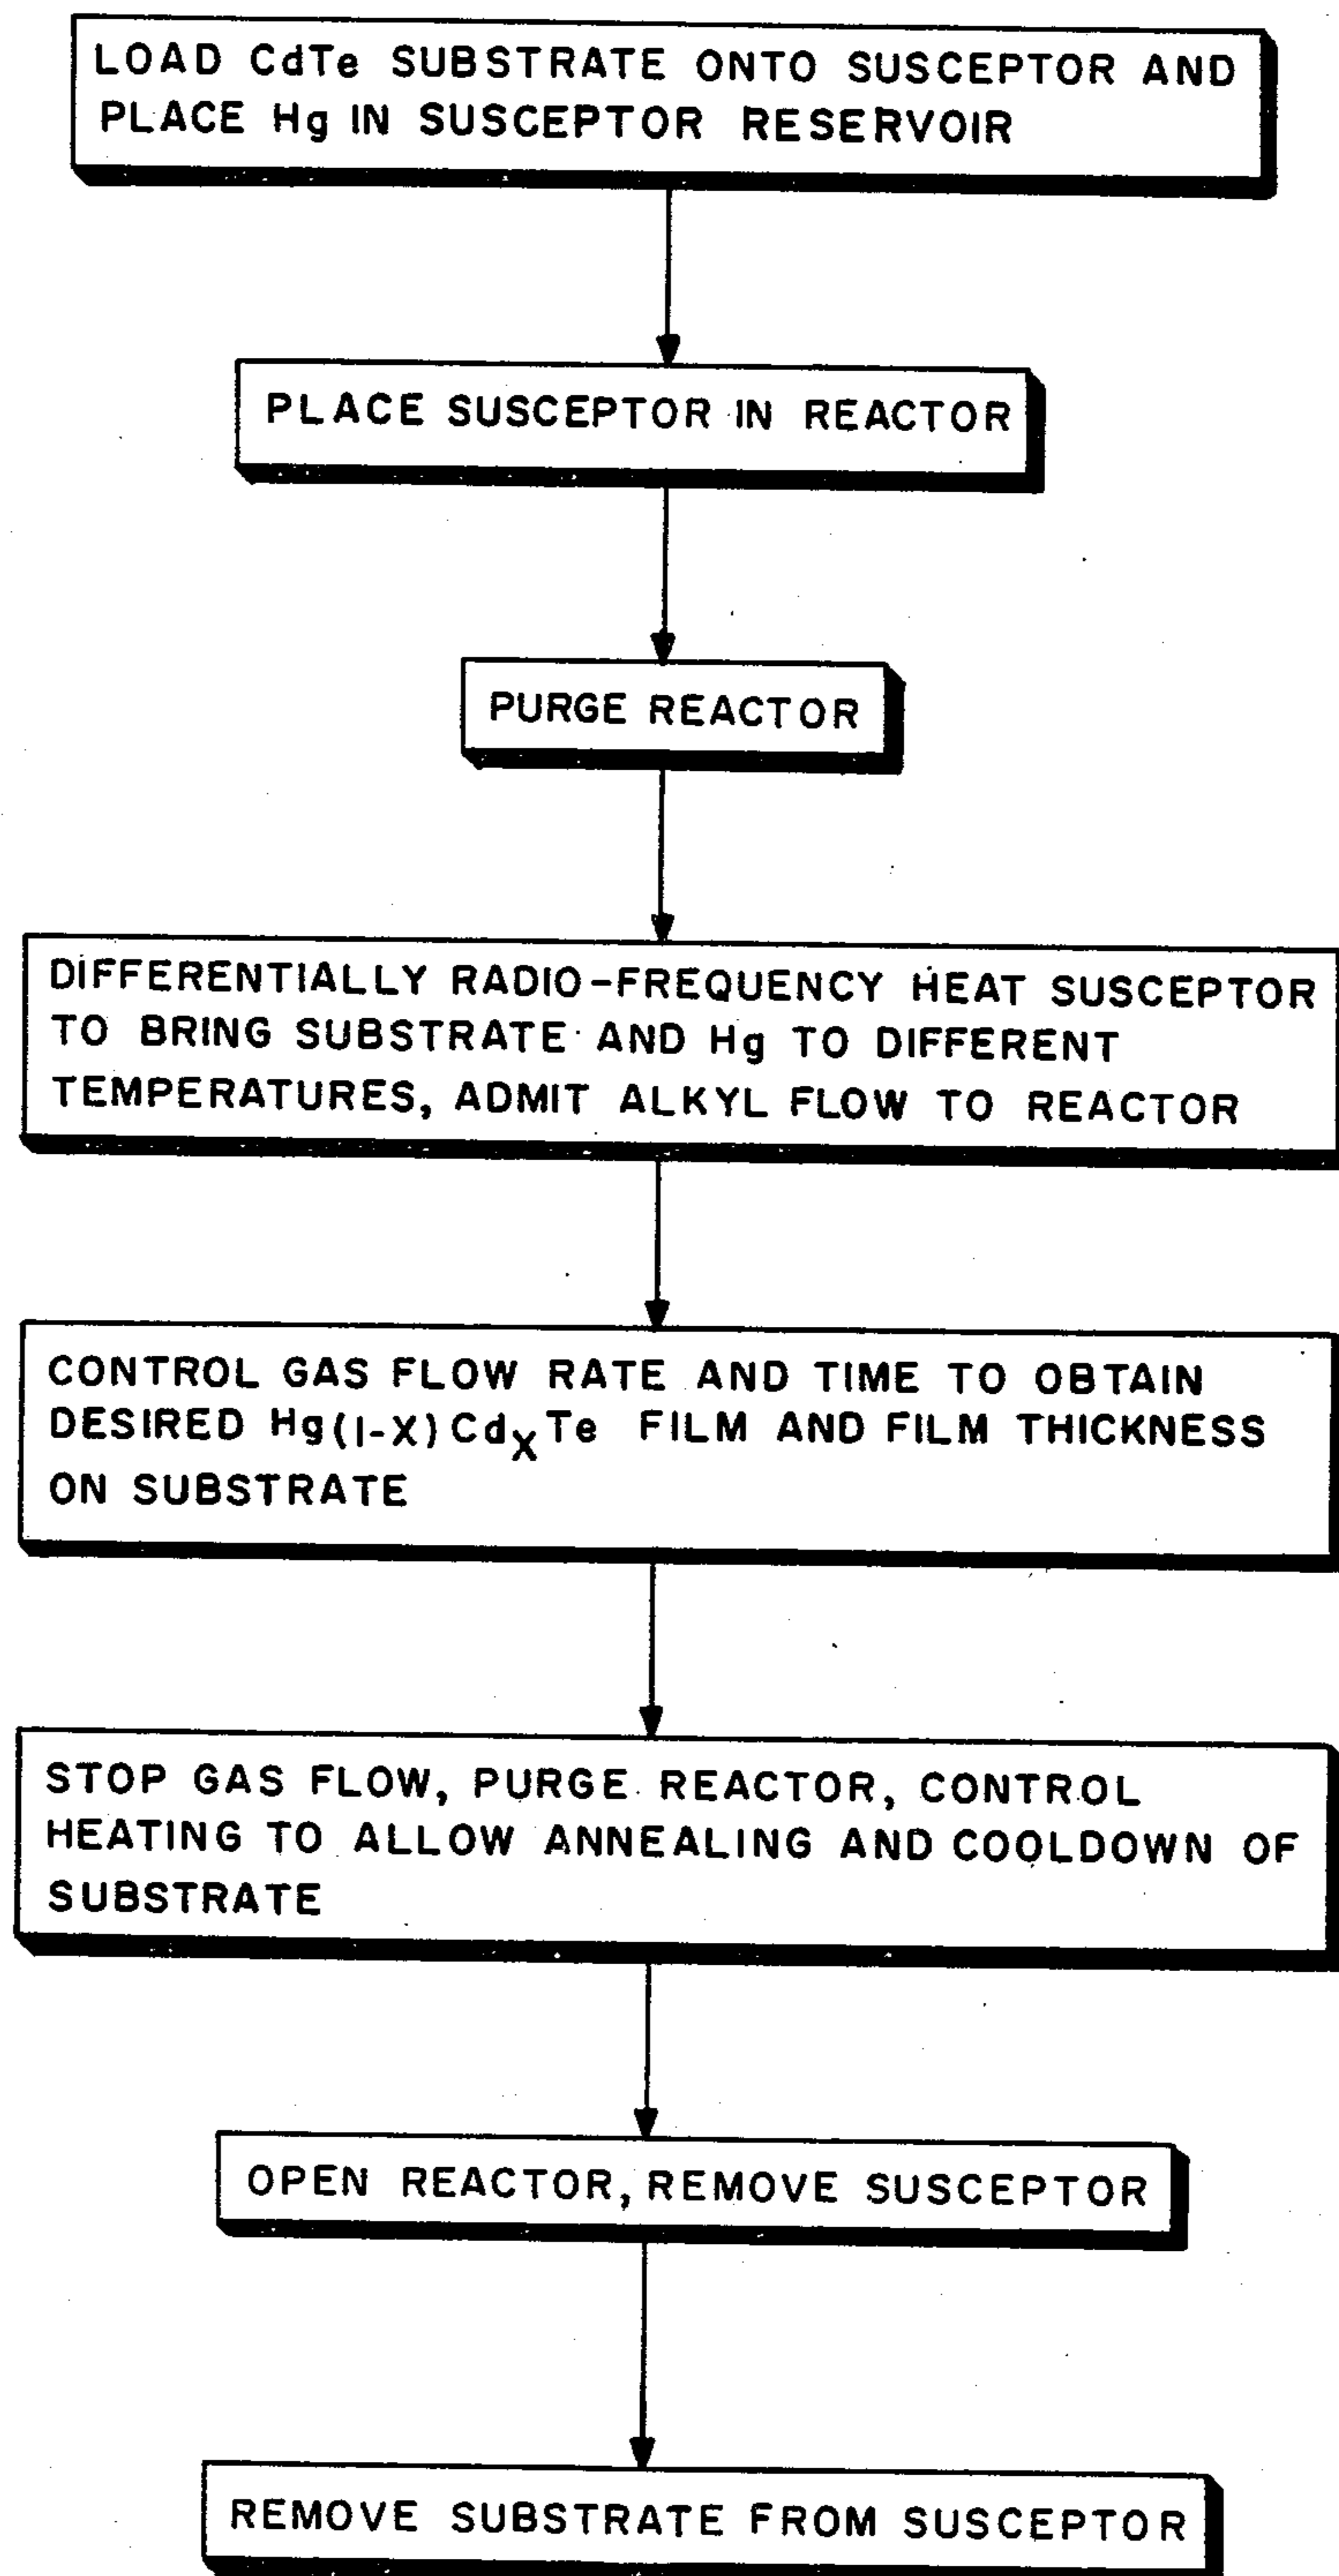 LOAD CdTe SUBSTRATE ONTO SUSCEPTOR AND
PLACE Hg IN SUSCEPTOR RESERVOIR
PLACE SUSCEPTOR IN REACTOR
PURGE REACTOR
DIFFERENTIALLY RADIO-FREQUENCY HEAT SUSCEPTOR
TO BRING SUBSTRATE AND Hg TO DIFFERENT
TEMPERATURES, ADMIT ALKYL FLOW TO REACTOR
CONTROL GAS FLOW RATE AND TIME TO OBTAIN
DESIRED Hg(1-X)CdXTe FILM AND FILM THICKNESS
ON SUBSTRATE
STOP GAS FLOW, PURGE REACTOR, CONTROL
HEATING TO ALLOW ANNEALING AND COOLDOWN OF
SUBSTRATE
OPEN REACTOR, REMOVE SUSCEPTOR
REMOVE SUBSTRATE FROM SUSCEPTOR